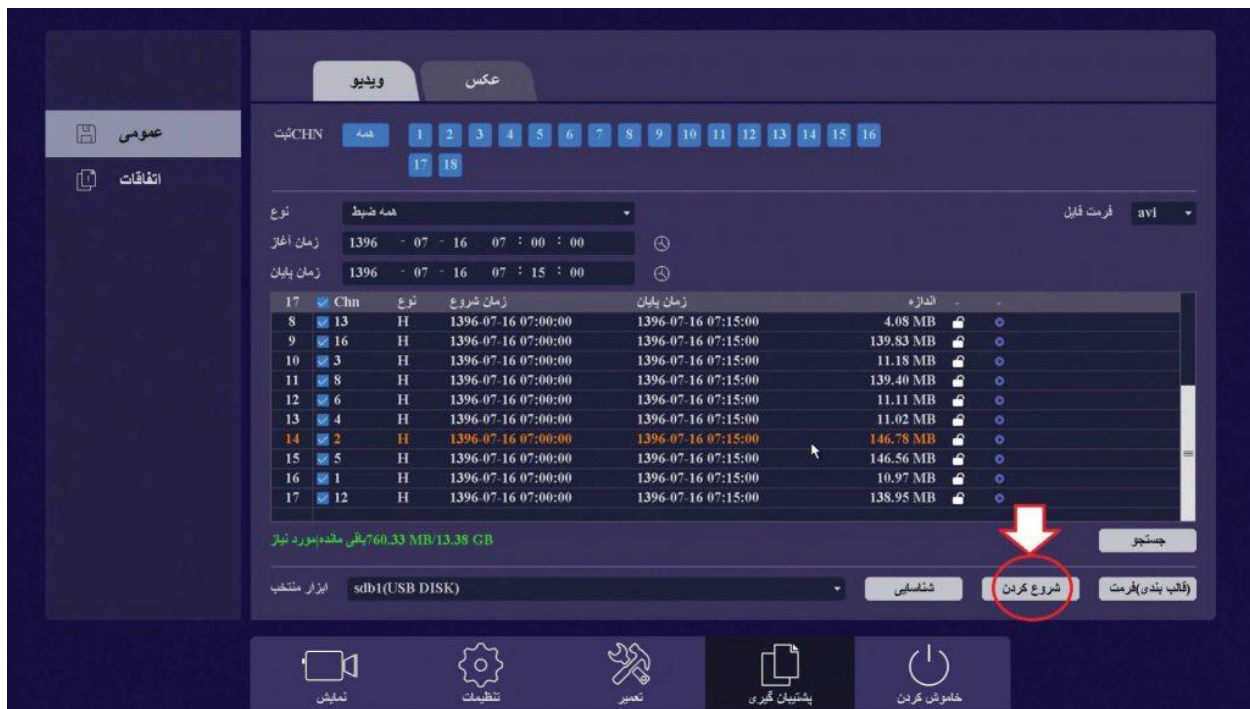 ویدیو عکس
عمومی
اتفاقات
ثبتCHN همه 1 2 3 4 5 6 7 8 9 10 11 12 13 14 15 16
17 18
نوع همه ضبط فرمت فایل avi
زمان آغاز 1396 - 07 - 16 07 : 00 : 00
زمان پایان 1396 - 07 - 16 07 : 15 : 00
17 Chn نوع زمان شروع زمان پایان اندازه - -
8 13 H 1396-07-16 07:00:00 1396-07-16 07:15:00 4.08 MB
9 16 H 1396-07-16 07:00:00 1396-07-16 07:15:00 139.83 MB
10 3 H 1396-07-16 07:00:00 1396-07-16 07:15:00 11.18 MB
11 8 H 1396-07-16 07:00:00 1396-07-16 07:15:00 139.40 MB
12 6 H 1396-07-16 07:00:00 1396-07-16 07:15:00 11.11 MB
13 4 H 1396-07-16 07:00:00 1396-07-16 07:15:00 11.02 MB
14 2 H 1396-07-16 07:00:00 1396-07-16 07:15:00 146.78 MB
15 5 H 1396-07-16 07:00:00 1396-07-16 07:15:00 146.56 MB
16 1 H 1396-07-16 07:00:00 1396-07-16 07:15:00 10.97 MB
17 12 H 1396-07-16 07:00:00 1396-07-16 07:15:00 138.95 MB
باقی مانده|مورد نیاز760.33 MB/13.38 GB
جستجو
ابزار منتخب sdb1(USB DISK) شناسایی شروع کردن (قالب بندی)فرمت
نمایش تنظیمات تعمیر پشتیبان گیری خاموش کردن